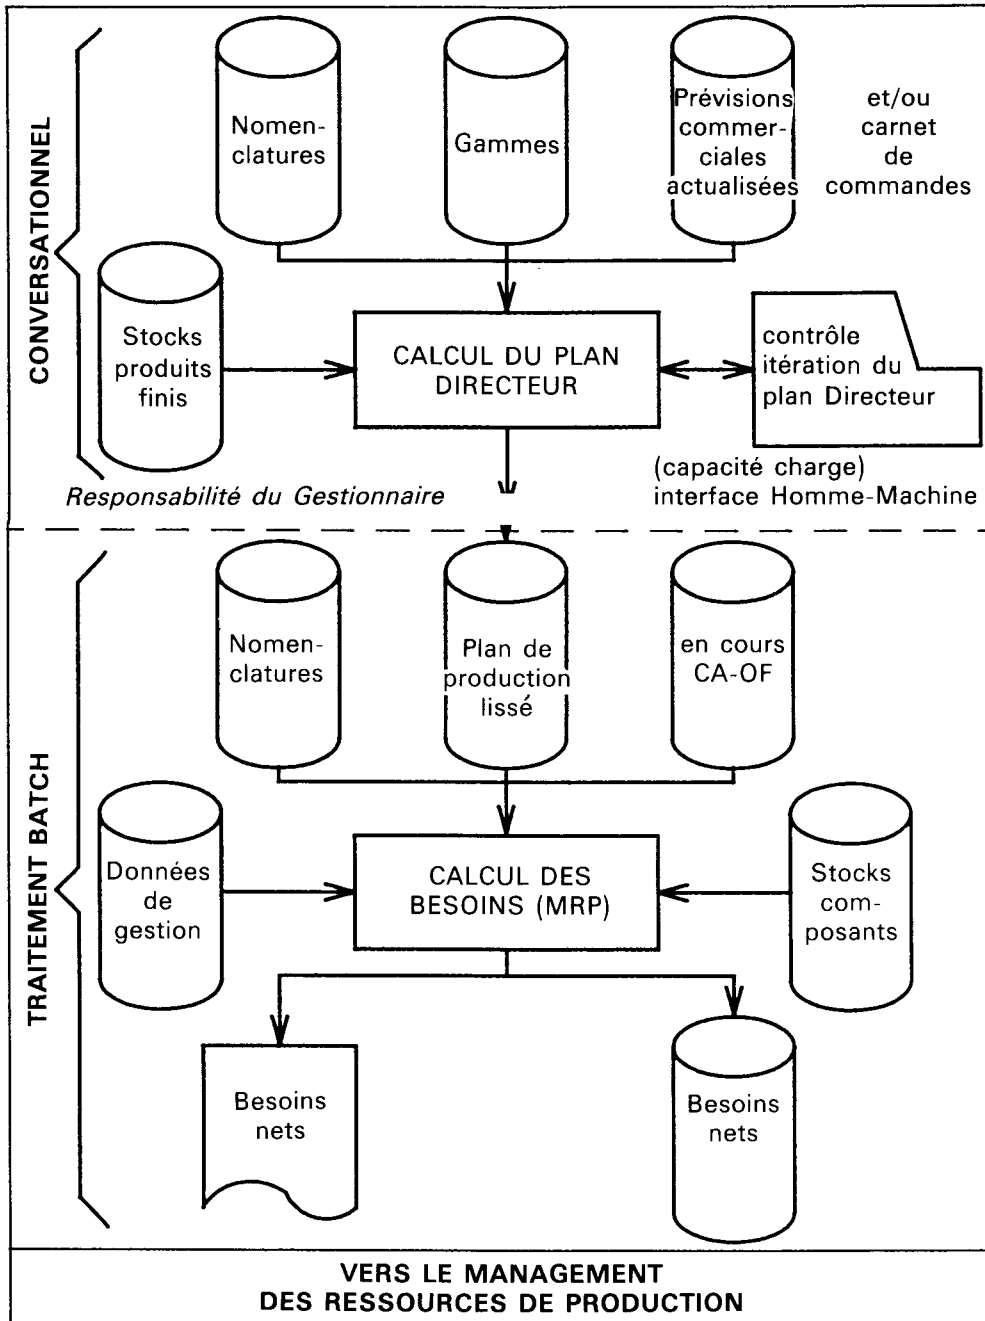 CONVERSATIONNEL
Nomen-
clatures
Gammes
Prévisions
commer-
ciales
actualisées
et/ou
carnet
de
commandes
Stocks
produits
finis
CALCUL DU PLAN
DIRECTEUR
contrôle
itération du
plan Directeur
(capacité charge)
interface Homme-Machine
Responsabilité du Gestionnaire
TRAITEMENT BATCH
Nomen-
clatures
Plan de
production
lissé
en cours
CA-OF
Données
de
gestion
CALCUL DES
BESOINS (MRP)
Stocks
com-
posants
Besoins
nets
Besoins
nets
VERS LE MANAGEMENT
DES RESSOURCES DE PRODUCTION